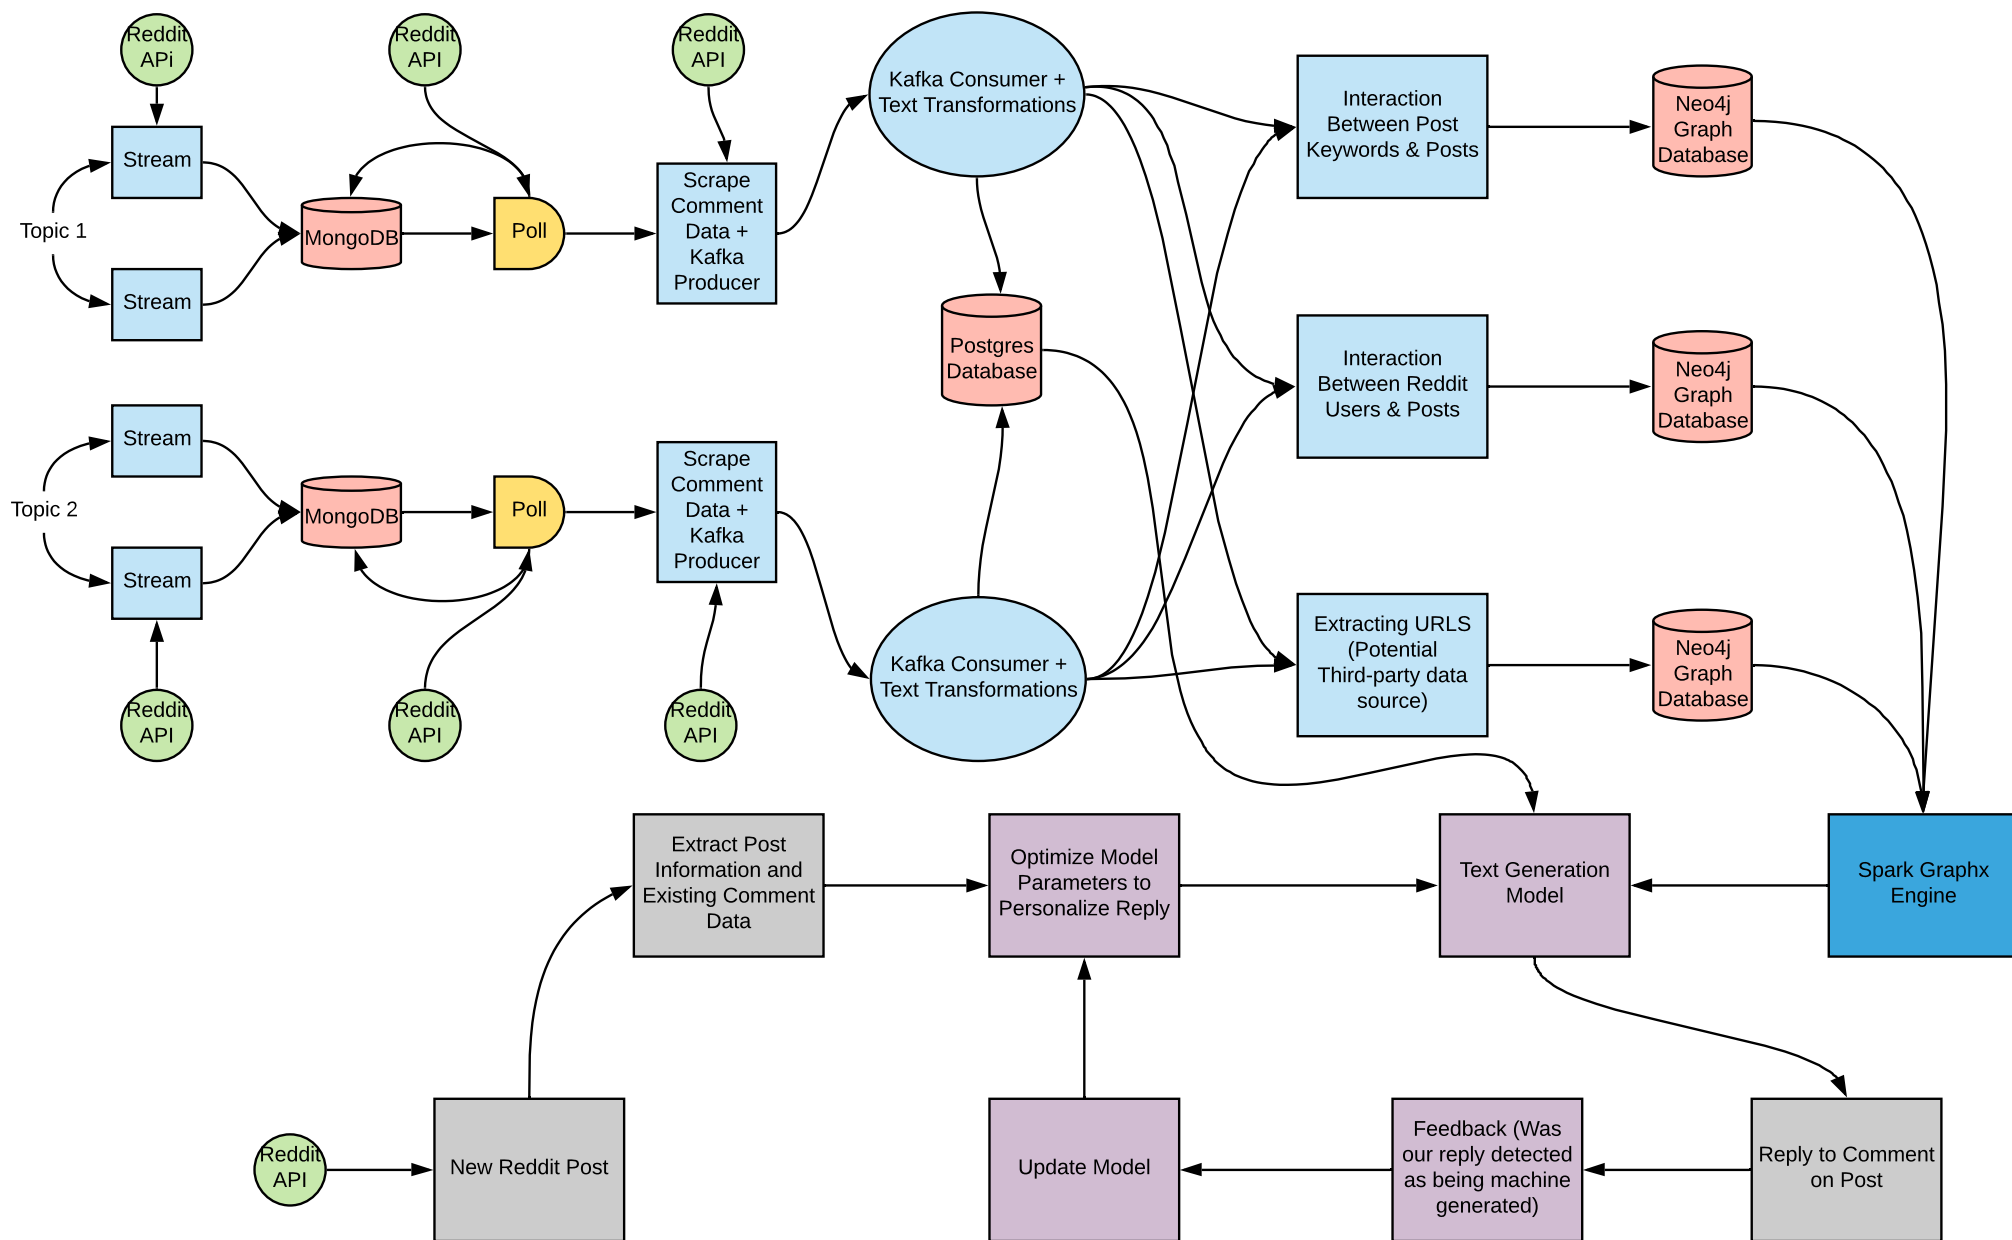 Reddit
APi
Reddit
API
Reddit
API
Kafka Consumer +
Text Transformations
Interaction
Between Post
Keywords & Posts
Neo4j
Graph
Database
Stream
Topic 1
MongoDB
Poll
Scrape
Comment
Data +
Kafka
Producer
Stream
Postgres
Database
Interaction
Between Reddit
Users & Posts
Neo4j
Graph
Database
Stream
Topic 2
MongoDB
Poll
Scrape
Comment
Data +
Kafka
Producer
Stream
Kafka Consumer +
Text Transformations
Extracting URLS
(Potential
Third-party data
source)
Neo4j
Graph
Database
Reddit
API
Reddit
API
Reddit
API
Extract Post
Information and
Existing Comment
Data
Optimize Model
Parameters to
Personalize Reply
Text Generation
Model
Spark Graphx
Engine
Reddit
API
New Reddit Post
Update Model
Feedback (Was
our reply detected
as being machine
generated)
Reply to Comment
on Post